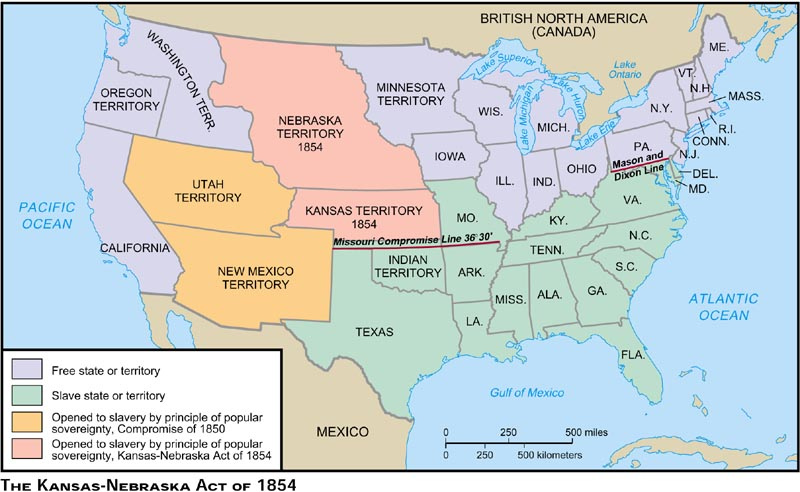 BRITISH NORTH AMERICA
(CANADA)
WASHINGTON TERR.
OREGON
TERRITORY
NEBRASKA
TERRITORY
1854
MINNESOTA
TERRITORY
Lake Superior
Lake Michigan
Lake Huron
Lake
Ontario
Lake Erie
ME.
VT.
N.H.
MASS.
N.Y.
R.I.
CONN.
WIS.
MICH.
PA.
N.J.
Mason and
Dixon Line
DEL.
MD.
IOWA
ILL.
IND.
OHIO
UTAH
TERRITORY
KANSAS TERRITORY
1854
MO.
KY.
VA.
PACIFIC
OCEAN
CALIFORNIA
Missouri Compromise Line 36°30'
NEW MEXICO
TERRITORY
INDIAN
TERRITORY
ARK.
TENN.
N.C.
S.C.
MISS.
ALA.
GA.
ATLANTIC
OCEAN
TEXAS
LA.
FLA.
Gulf of Mexico
MEXICO
Free state or territory
Slave state or territory
Opened to slavery by principle of popular
sovereignty, Compromise of 1850
Opened to slavery by principle of popular
sovereignty, Kansas-Nebraska Act of 1854
0 250 500 miles
0 250 500 kilometers
THE KANSAS-NEBRASKA ACT OF 1854